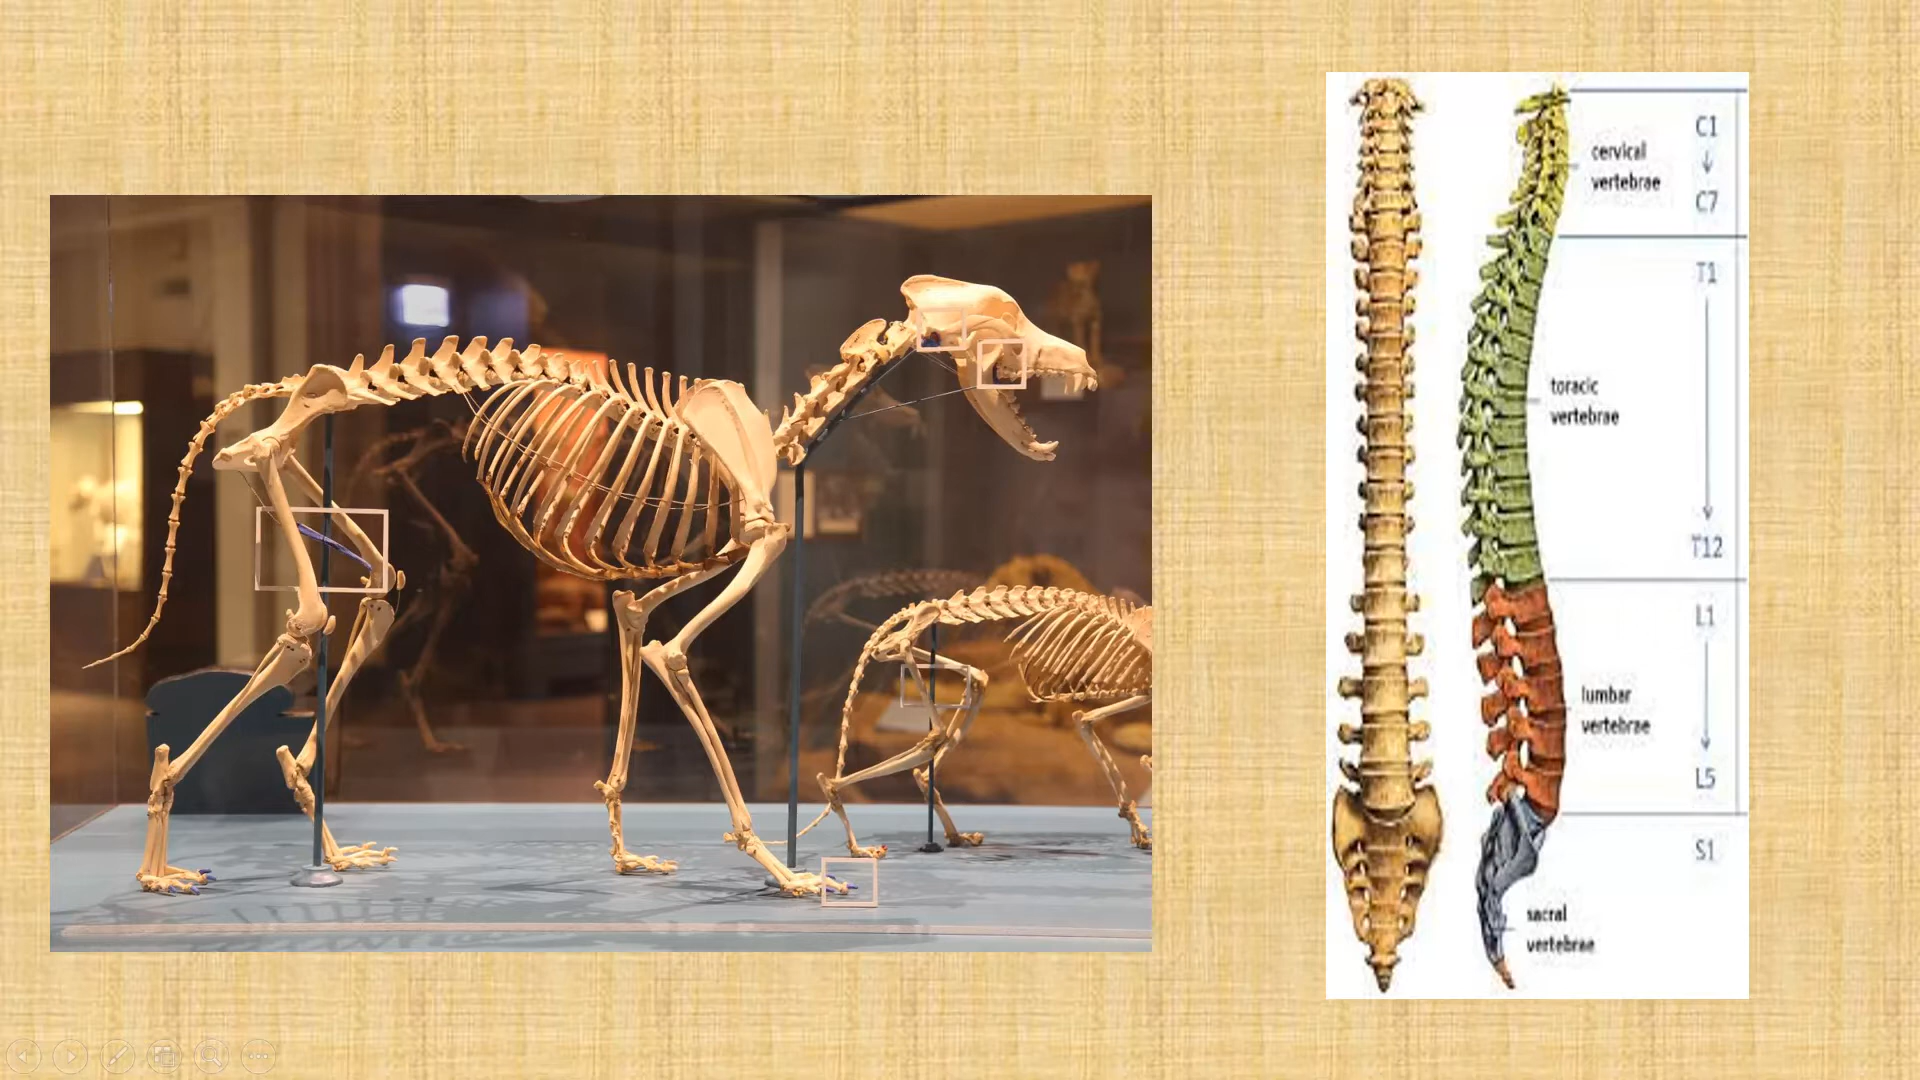 C1
cervical
vertebrae
C7
T1
toracic
vertebrae
T12
L1
lumbar
vertebrae
L5
S1
sacral
vertebrae